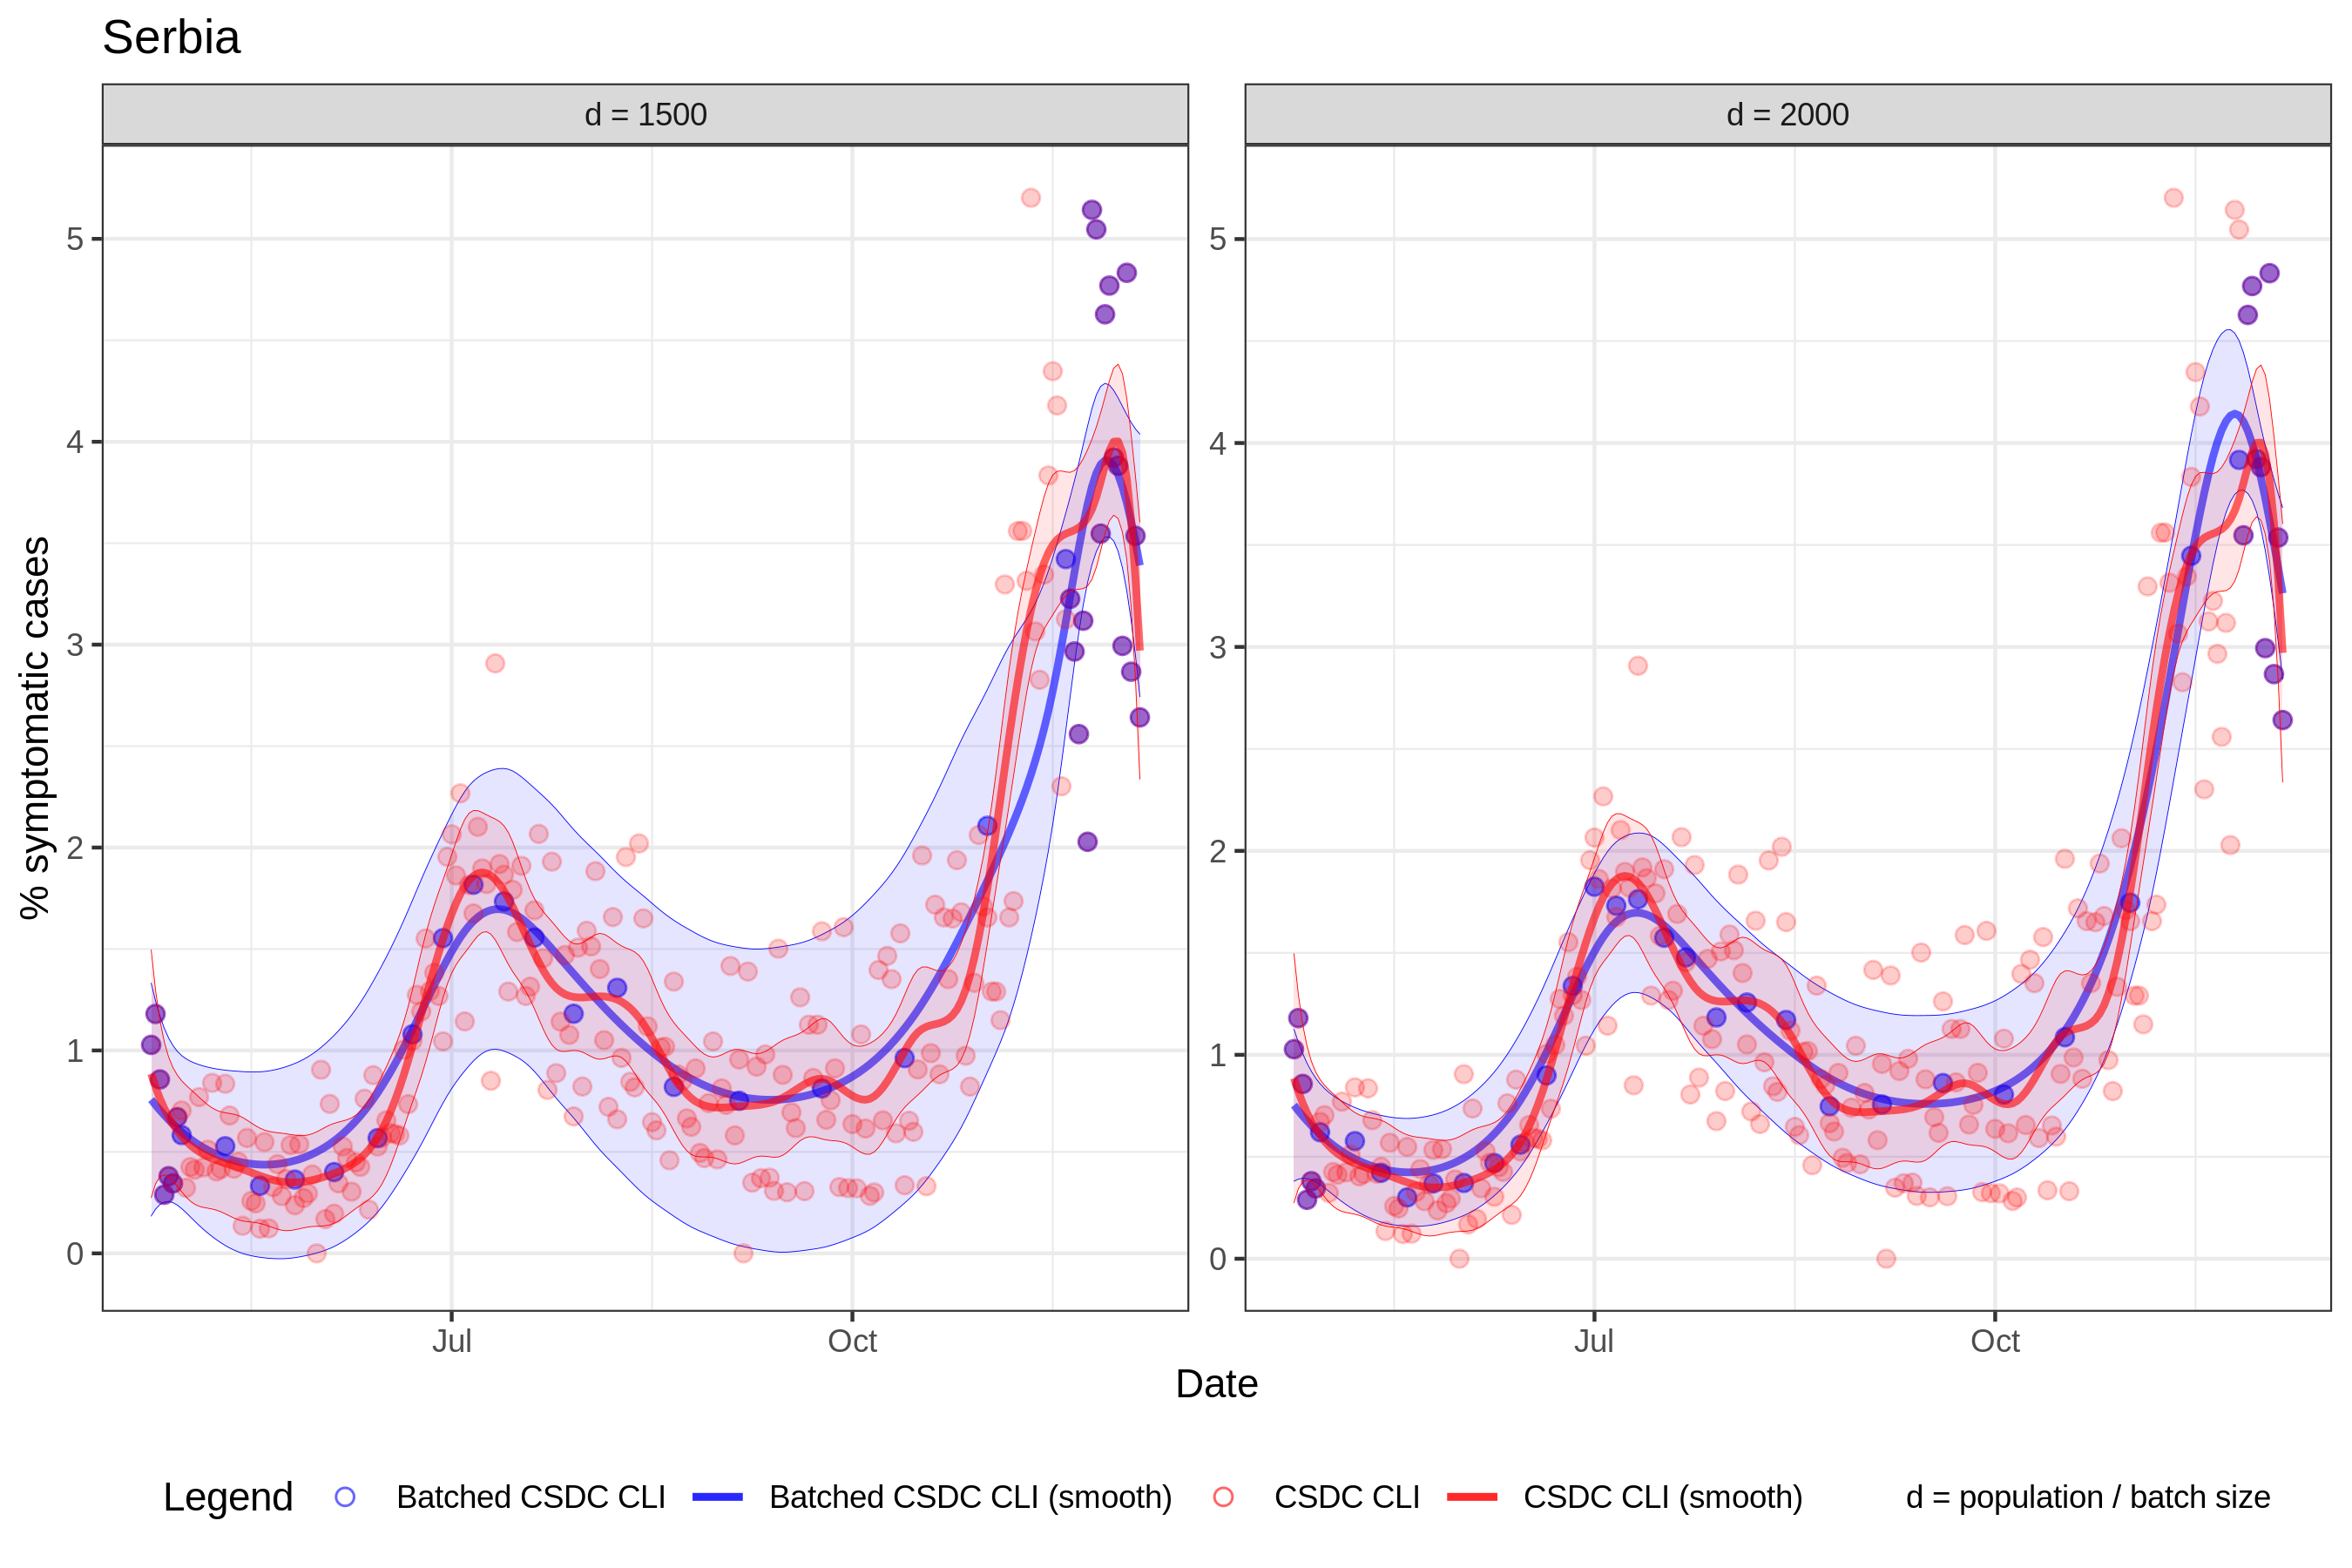 Serbia
d = 1500
d = 2000
% symptomatic cases
5
4
3
2
1
0
5
4
3
2
1
0
Jul
Oct
Jul
Oct
Date
Legend
Batched CSDC CLI
Batched CSDC CLI (smooth)
CSDC CLI
CSDC CLI (smooth)
d = population / batch size